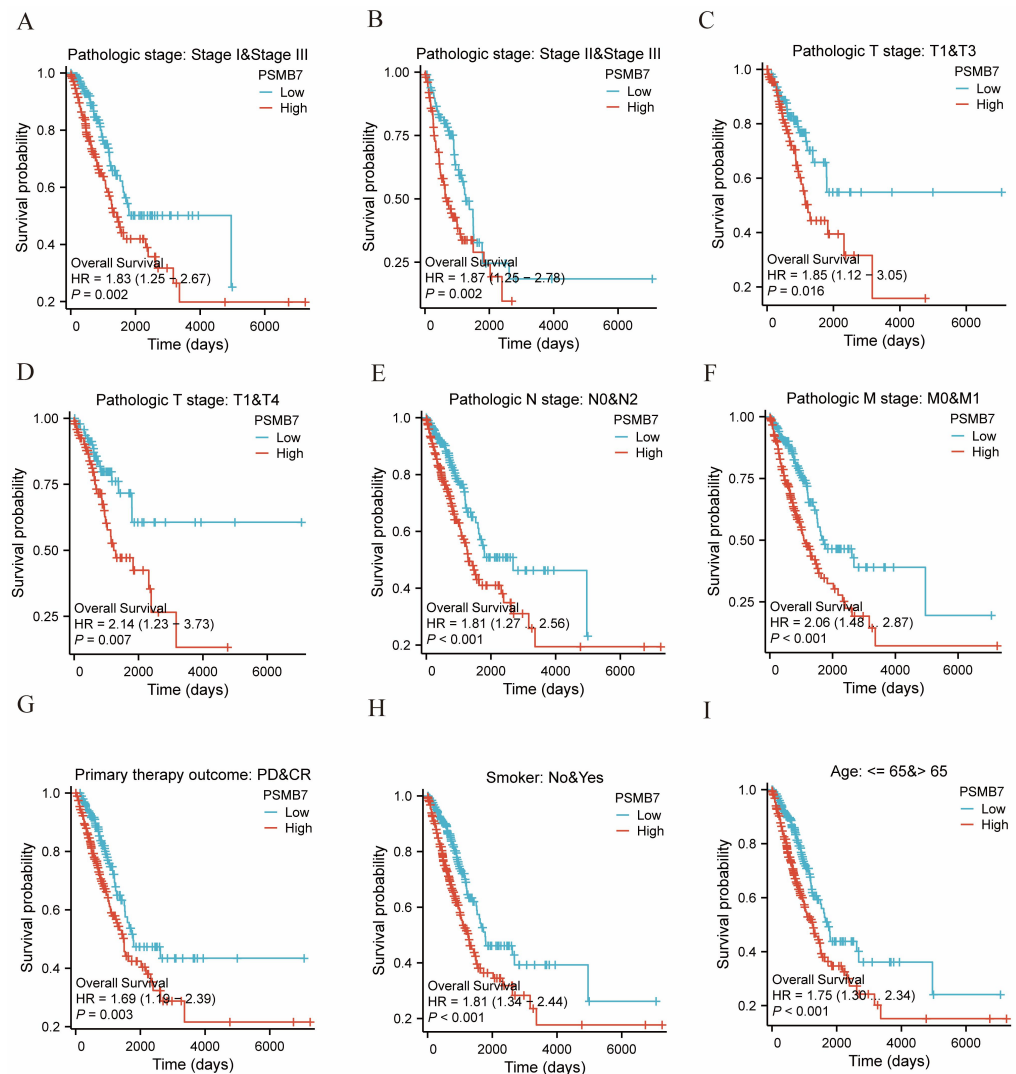 A
Pathologic stage: Stage I&Stage III
PSMB7
Low
High
1.0
0.8
0.6
0.4
0.2
Survival probability
Overall Survival
HR = 1.83 (1.25 − 2.67)
P = 0.002
0 2000 4000 6000
Time (days)
B
Pathologic stage: Stage II&Stage III
PSMB7
Low
High
1.00
0.75
0.50
0.25
Survival probability
Overall Survival
HR = 1.87 (1.25 − 2.78)
P = 0.002
0 2000 4000 6000
Time (days)
C
Pathologic T stage: T1&T3
PSMB7
Low
High
1.0
0.8
0.6
0.4
0.2
Survival probability
Overall Survival
HR = 1.85 (1.12 − 3.05)
P = 0.016
0 2000 4000 6000
Time (days)
D
Pathologic T stage: T1&T4
PSMB7
Low
High
1.00
0.75
0.50
0.25
Survival probability
Overall Survival
HR = 2.14 (1.23 − 3.73)
P = 0.007
0 2000 4000 6000
Time (days)
E
Pathologic N stage: N0&N2
PSMB7
Low
High
1.0
0.8
0.6
0.4
0.2
Survival probability
Overall Survival
HR = 1.81 (1.27 − 2.56)
P < 0.001
0 2000 4000 6000
Time (days)
F
Pathologic M stage: M0&M1
PSMB7
Low
High
1.00
0.75
0.50
0.25
Survival probability
Overall Survival
HR = 2.06 (1.48 − 2.87)
P < 0.001
0 2000 4000 6000
Time (days)
G
Primary therapy outcome: PD&CR
PSMB7
Low
High
1.0
0.8
0.6
0.4
0.2
Survival probability
Overall Survival
HR = 1.69 (1.19 − 2.39)
P = 0.003
0 2000 4000 6000
Time (days)
H
Smoker: No&Yes
PSMB7
Low
High
1.0
0.8
0.6
0.4
0.2
Survival probability
Overall Survival
HR = 1.81 (1.34 − 2.44)
P < 0.001
0 2000 4000 6000
Time (days)
I
Age: <= 65&> 65
PSMB7
Low
High
1.0
0.8
0.6
0.4
0.2
Survival probability
Overall Survival
HR = 1.75 (1.30 − 2.34)
P < 0.001
0 2000 4000 6000
Time (days)